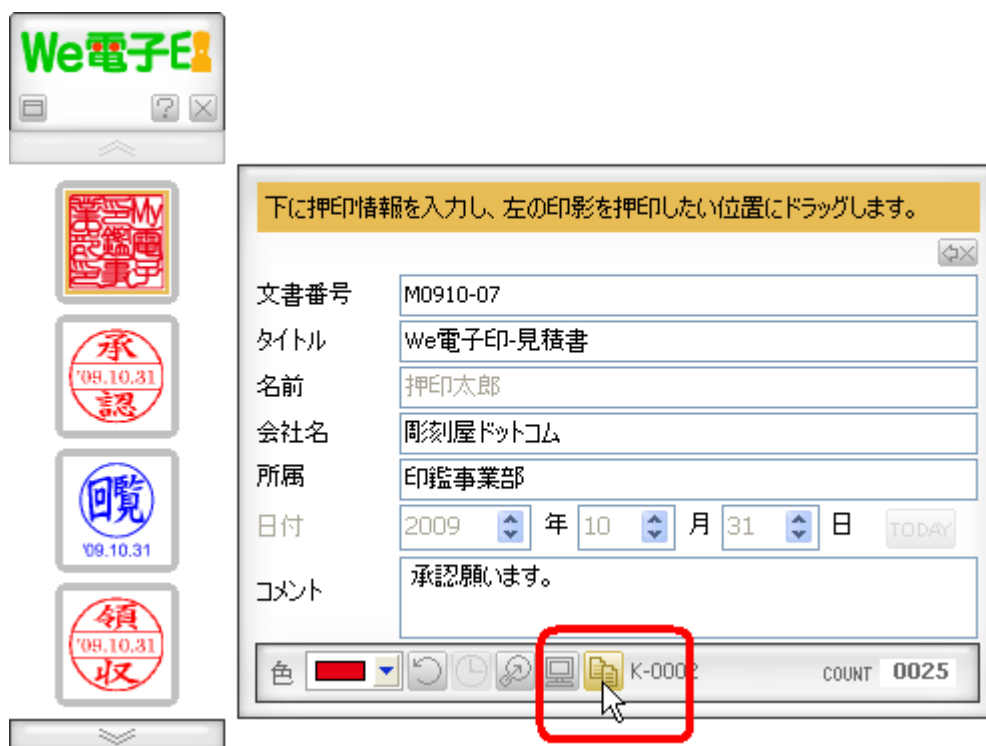 We電子印
My電子
印鑑事
業部印
承
'09.10.31
認
回覧
'09.10.31
領
'09.10.31
収
下に押印情報を入力し、左の印影を押印したい位置にドラッグします。
文書番号 M0910-07
タイトル We電子印-見積書
名前 押印太郎
会社名 彫刻屋ドットコム
所属 印鑑事業部
日付 2009 年 10 月 31 日 TODAY
コメント 承認願います。
色 K-0002 COUNT 0025